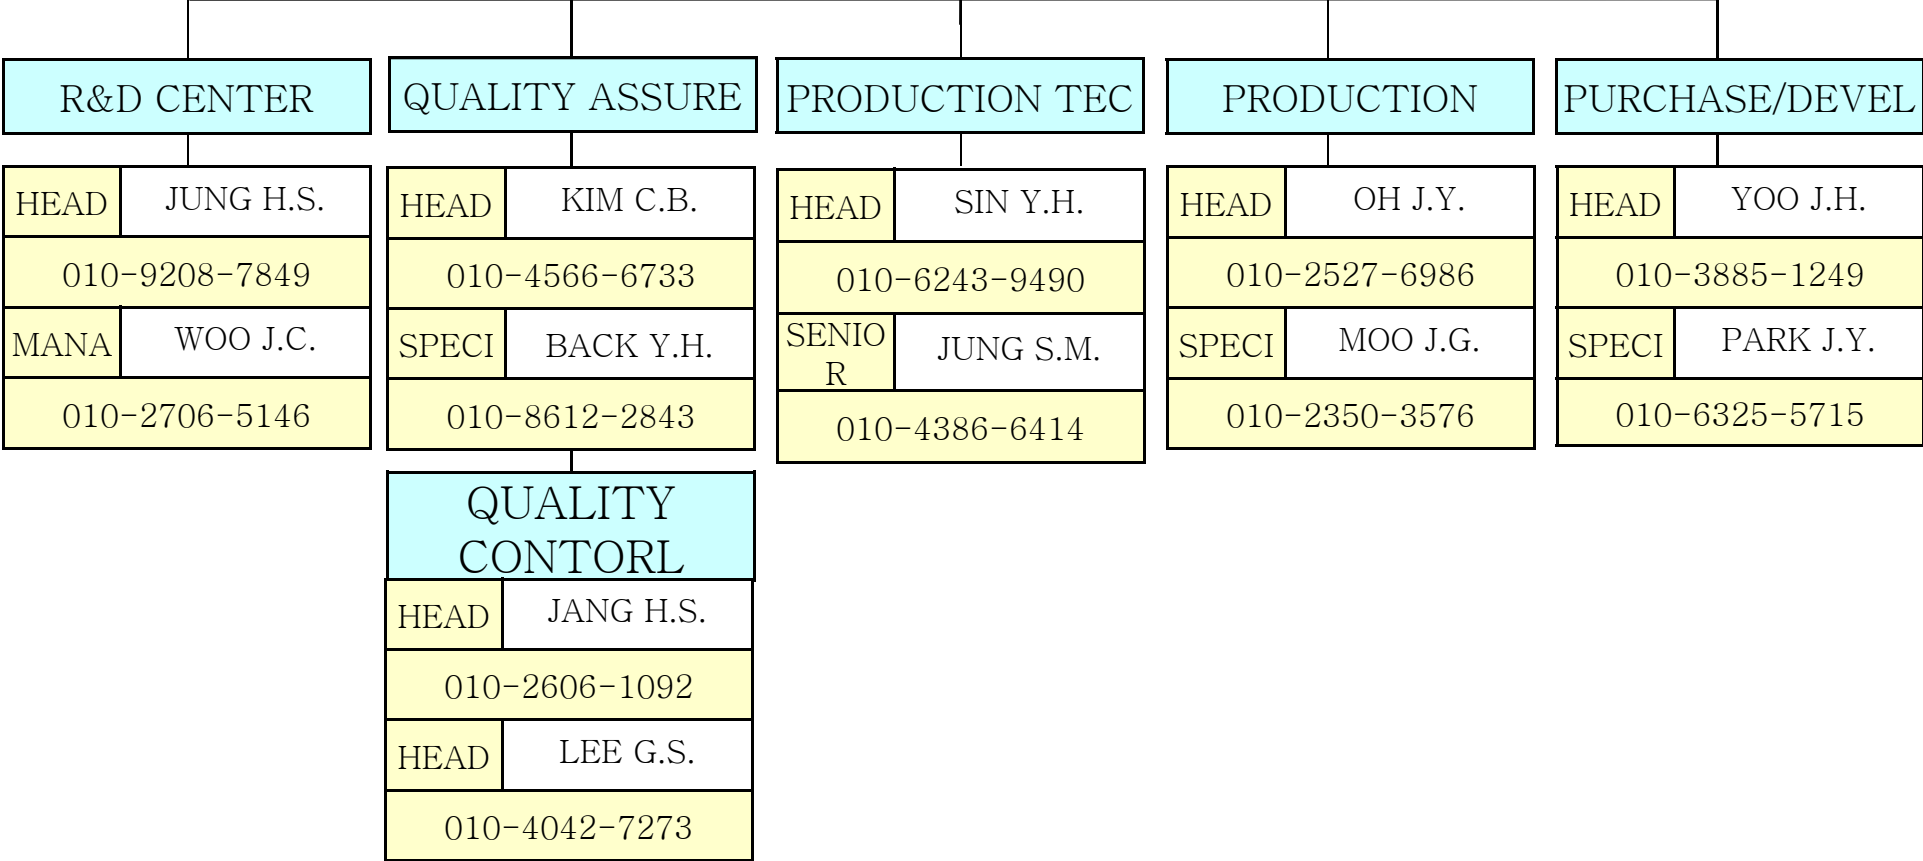 R&D CENTER
QUALITY ASSURE
PRODUCTION TEC
PRODUCTION
PURCHASE/DEVEL
HEAD JUNG H.S.
010-9208-7849
MANA WOO J.C.
010-2706-5146
HEAD KIM C.B.
010-4566-6733
SPECI BACK Y.H.
010-8612-2843
HEAD SIN Y.H.
010-6243-9490
SENIO
R
JUNG S.M.
010-4386-6414
HEAD OH J.Y.
010-2527-6986
SPECI MOO J.G.
010-2350-3576
HEAD YOO J.H.
010-3885-1249
SPECI PARK J.Y.
010-6325-5715
QUALITY
CONTORL
HEAD JANG H.S.
010-2606-1092
HEAD LEE G.S.
010-4042-7273